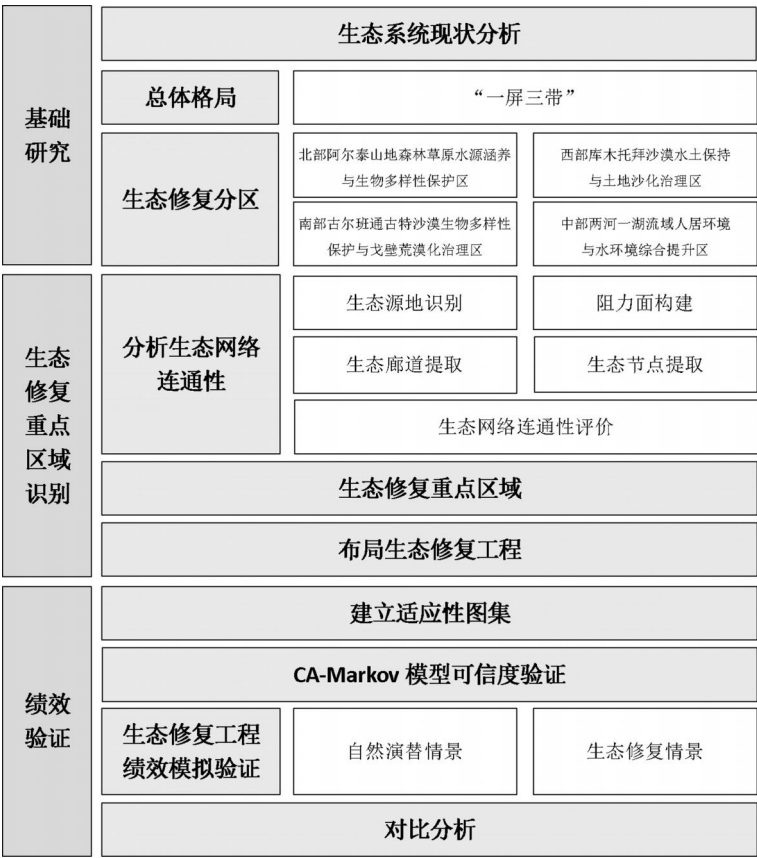 基础
研究
生态系统现状分析
总体格局
“一屏三带”
生态修复分区
北部阿尔泰山地森林草原水源涵养
与生物多样性保护区
西部库木托拜沙漠水土保持
与土地沙化治理区
南部古尔班通古特沙漠生物多样性
保护与戈壁荒漠化治理区
中部两河一湖流域人居环境
与水环境综合提升区
生态
修复
重点
区域
识别
分析生态网络
连通性
生态源地识别
阻力面构建
生态廊道提取
生态节点提取
生态网络连通性评价
生态修复重点区域
布局生态修复工程
绩效
验证
建立适应性图集
CA-Markov 模型可信度验证
生态修复工程
绩效模拟验证
自然演替情景
生态修复情景
对比分析